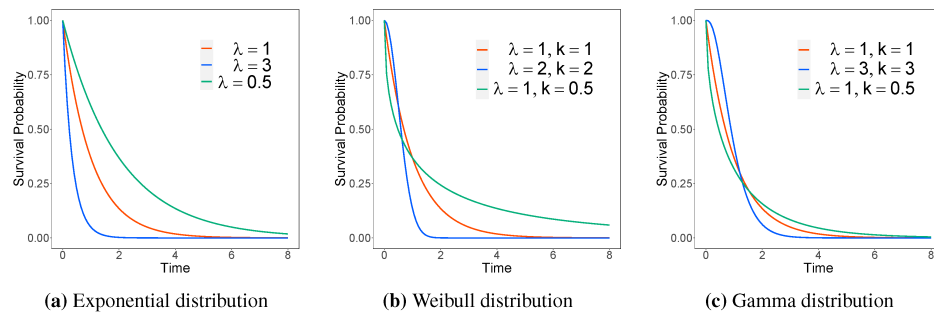 1.00
0.75
0.50
0.25
0.00
Survival Probability
0 2 4 6 8
Time
λ = 1
λ = 3
λ = 0.5
(a) Exponential distribution
1.00
0.75
0.50
0.25
0.00
Survival Probability
0 2 4 6 8
Time
λ = 1, k = 1
λ = 2, k = 2
λ = 1, k = 0.5
(b) Weibull distribution
1.00
0.75
0.50
0.25
0.00
Survival Probability
0 2 4 6 8
Time
λ = 1, k = 1
λ = 3, k = 3
λ = 1, k = 0.5
(c) Gamma distribution